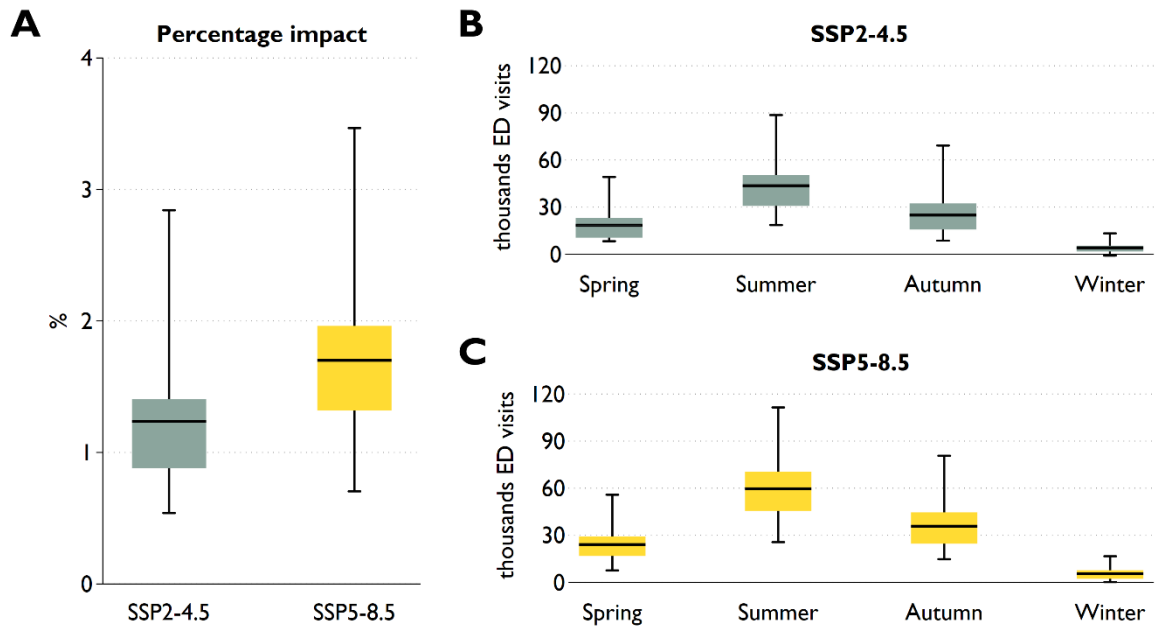 A
Percentage impact
4
3
2
1
0
%
SSP2-4.5 SSP5-8.5
B
SSP2-4.5
thousands ED visits
120
90
60
30
0
Spring Summer Autumn Winter
C
SSP5-8.5
thousands ED visits
120
90
60
30
0
Spring Summer Autumn Winter